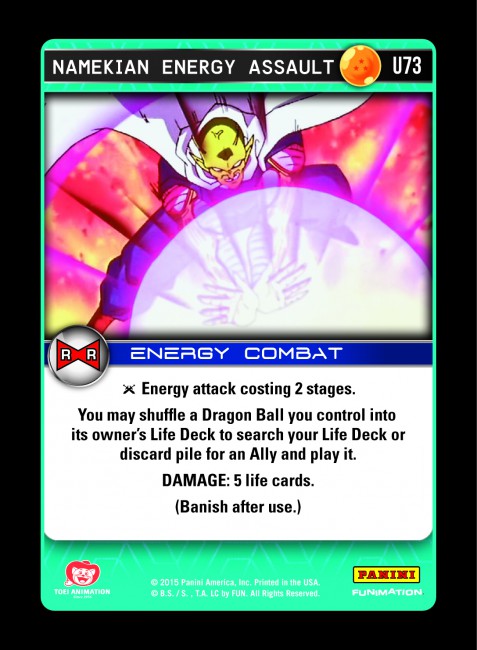 NAMEKIAN ENERGY ASSAULT U73
R R
ENERGY COMBAT
Energy attack costing 2 stages.
You may shuffle a Dragon Ball you control into
its owner's Life Deck to search your Life Deck or
discard pile for an Ally and play it.
DAMAGE: 5 life cards.
(Banish after use.)
TOEI ANIMATION
© 2015 Panini America, Inc. Printed in the USA.
© B.S. / S. , T.A. LC by FUN. All Rights Reserved.
PANINI
FUNIMATION